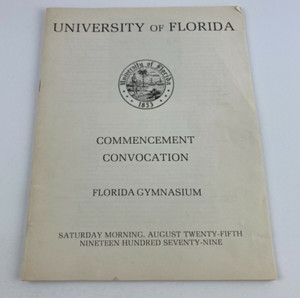 UNIVERSITY OF FLORIDA
University of Florida
1853
COMMENCEMENT
CONVOCATION
FLORIDA GYMNASIUM
SATURDAY MORNING, AUGUST TWENTY-FIFTH
NINETEEN HUNDRED SEVENTY-NINE